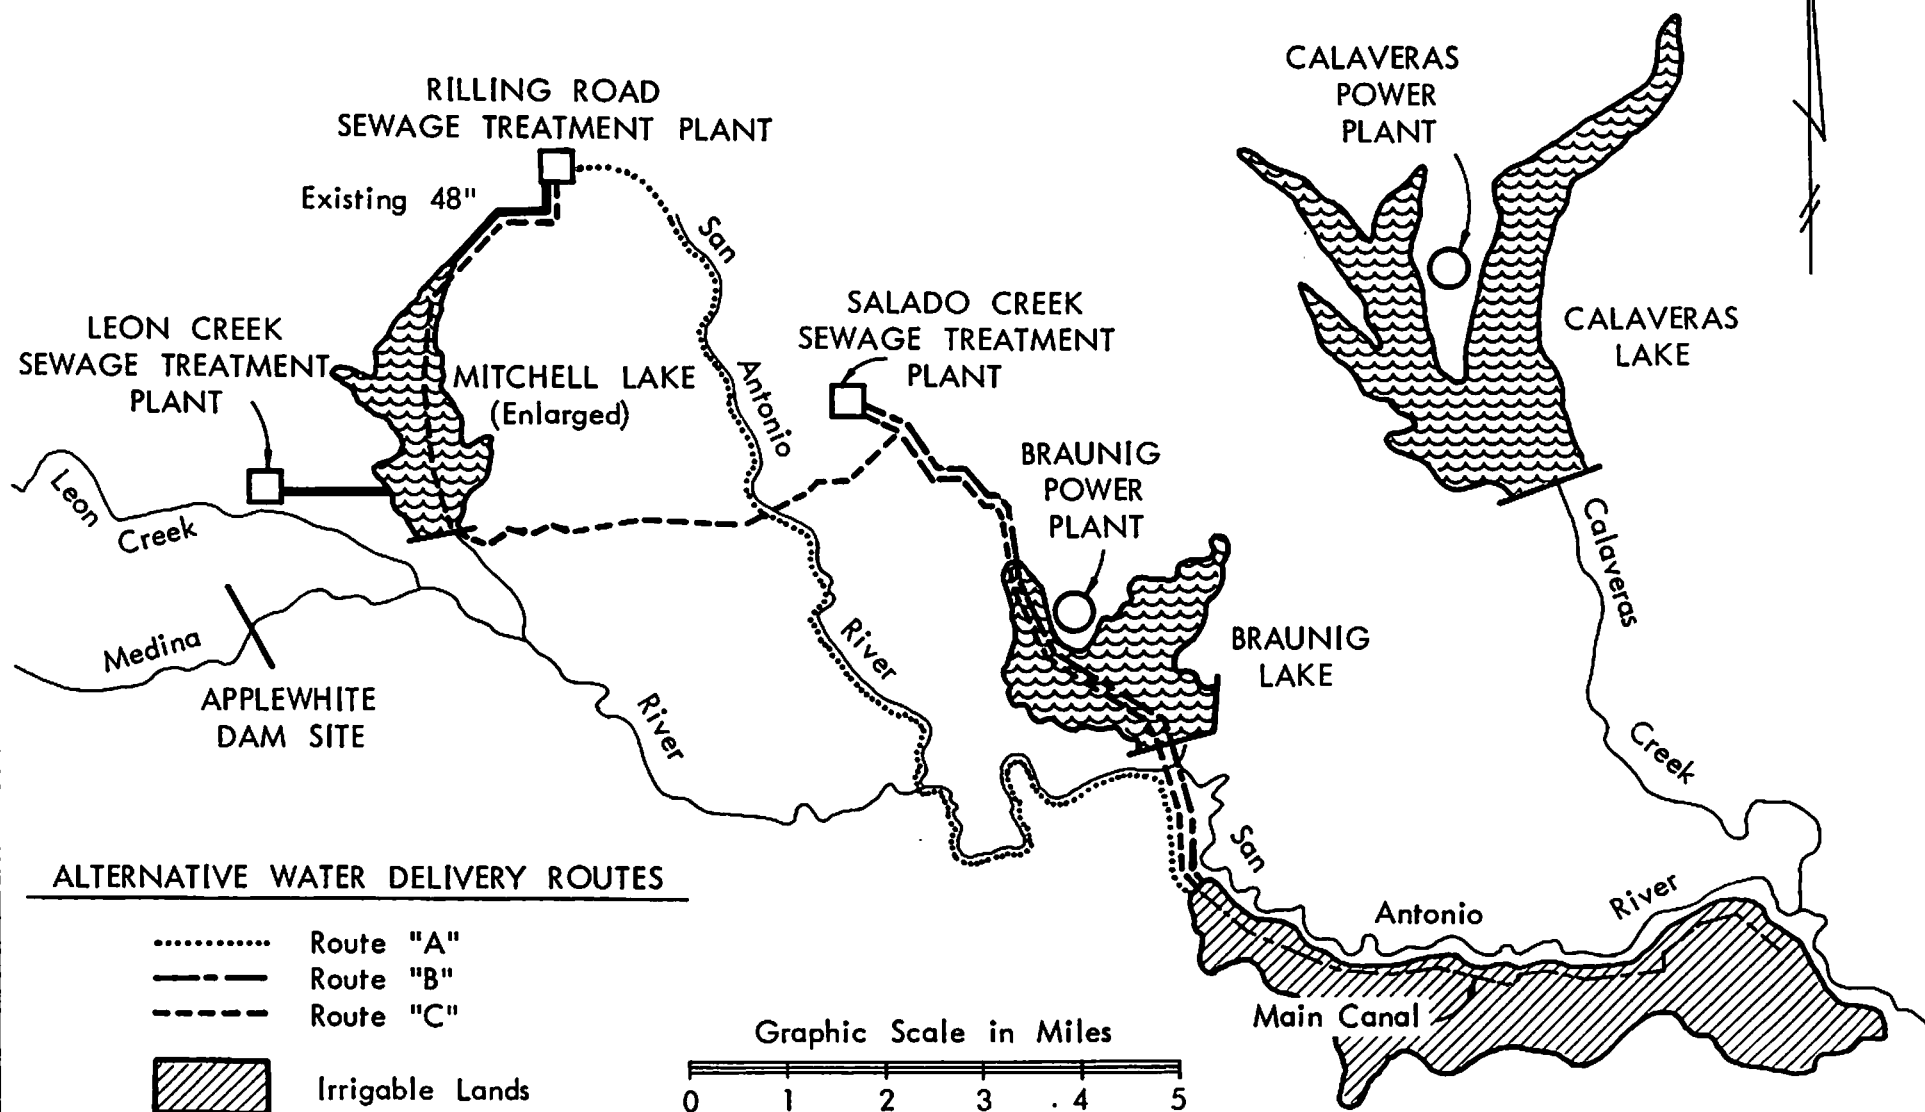 CALAVERAS
POWER
PLANT
RILLING ROAD
SEWAGE TREATMENT PLANT
Existing 48"
San
LEON CREEK
SEWAGE TREATMENT
PLANT
SALADO CREEK
SEWAGE TREATMENT
PLANT
CALAVERAS
LAKE
MITCHELL LAKE
(Enlarged)
Antonio
BRAUNIG
POWER
PLANT
Leon
Creek
Calaveras
Medina
River
BRAUNIG
LAKE
APPLEWHITE
DAM SITE
River
Creek
San
Antonio
River
Main Canal
ALTERNATIVE WATER DELIVERY ROUTES
Route "A"
Route "B"
Route "C"
Irrigable Lands
Graphic Scale in Miles
0 1 2 3 4 5